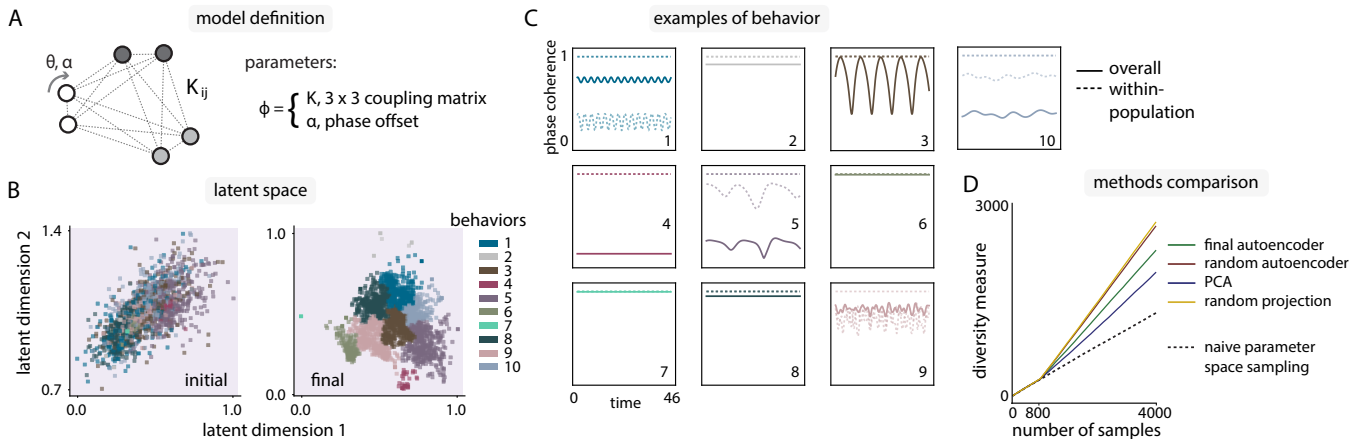 A
model definition
θ, α
K ij
parameters:
ϕ = { K, 3 x 3 coupling matrix
α, phase offset
B
latent space
behaviors
1
2
3
4
5
6
7
8
9
10
latent dimension 2
1.4
0.7
0.0
1.0
initial
1.0
0.0
0.0
1.0
final
latent dimension 1
C
examples of behavior
phase coherence
1
0
1
2
3
10
overall
within-
population
4
5
6
7
8
9
0
time
46
D
methods comparison
diversity measure
3000
0
0
800
4000
number of samples
final autoencoder
random autoencoder
PCA
random projection
naive parameter
space sampling